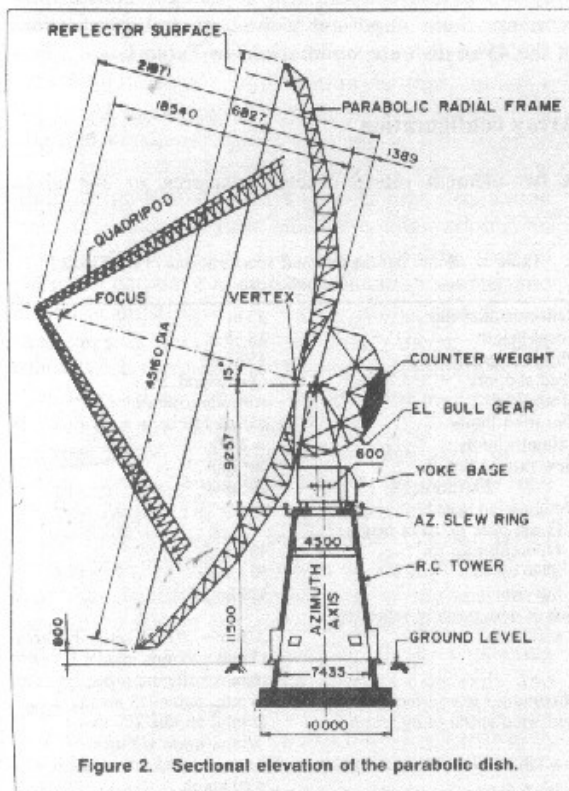 REFLECTOR SURFACE
21871
18540
6827
PARABOLIC RADIAL FRAME
1389
QUADRIPOD
FOCUS
VERTEX
45160 DIA
15°
COUNTER WEIGHT
EL. BULL GEAR
9257
600
YOKE BASE
AZ. SLEW RING
4500
R.C. TOWER
AZIMUTH
AXIS
11500
GROUND LEVEL
7435
10000
Figure 2. Sectional elevation of the parabolic dish.